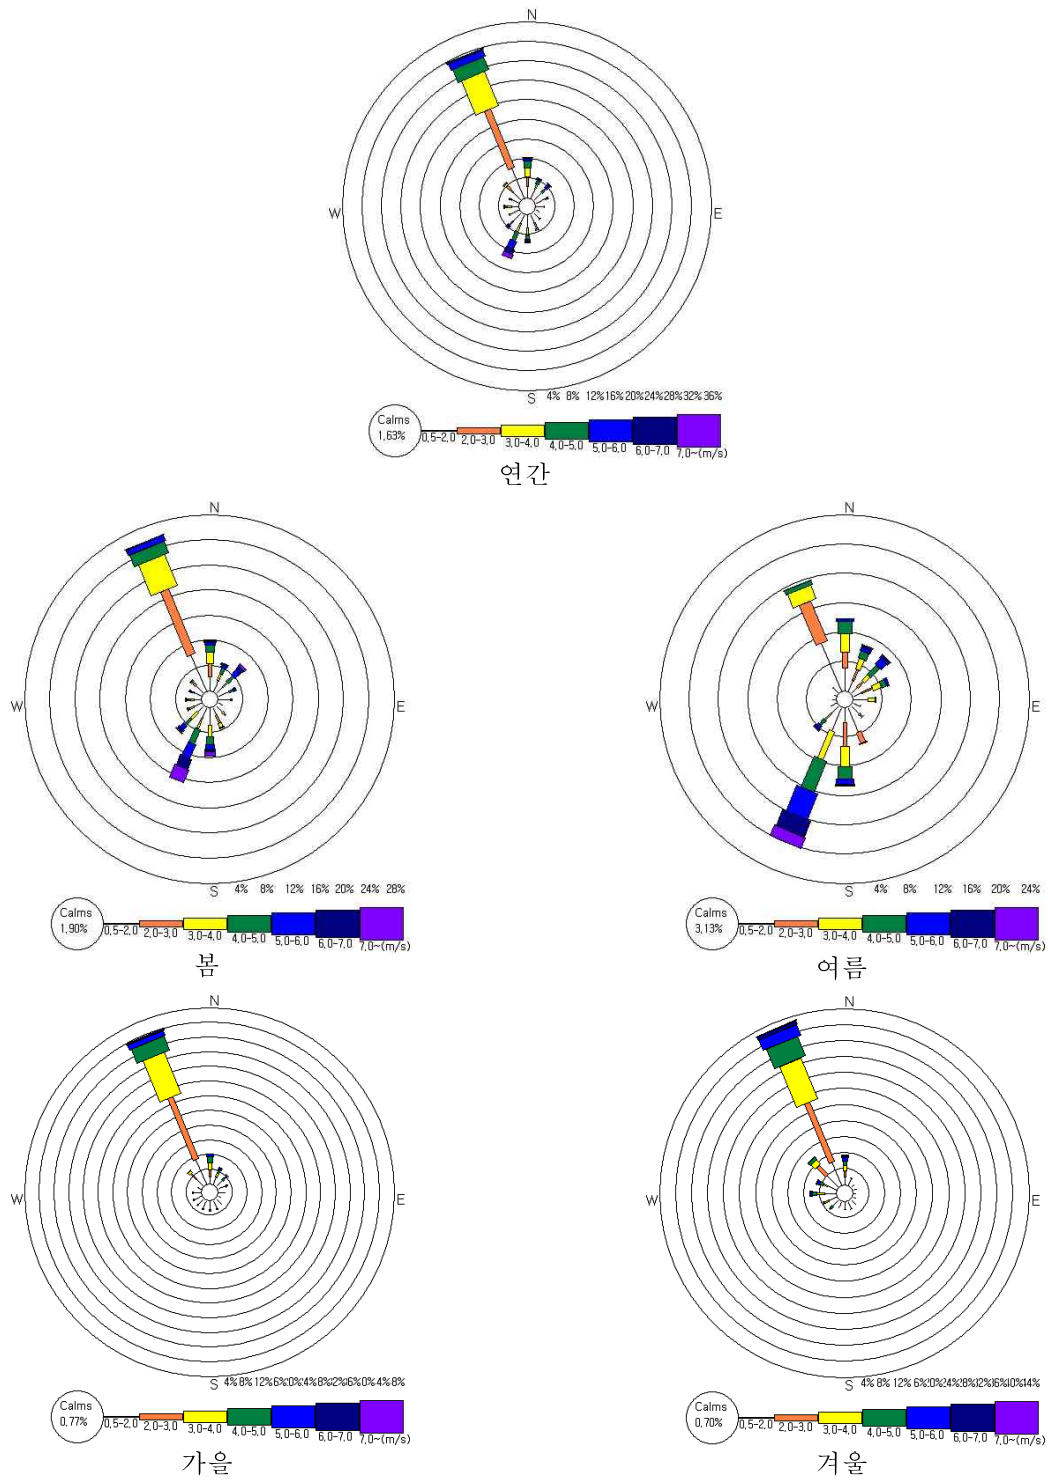 N
W
E
S 4% 8% 12% 16% 20% 24% 28% 32% 36%
Calms
1.63%
0.5-2.0 2.0-3.0 3.0-4.0 4.0-5.0 5.0-6.0 6.0-7.0 7.0~(m/s)
연간
N
W
E
S 4% 8% 12% 16% 20% 24% 28%
Calms
1.90%
0.5-2.0 2.0-3.0 3.0-4.0 4.0-5.0 5.0-6.0 6.0-7.0 7.0~(m/s)
봄
N
W
E
S 4% 8% 12% 16% 20% 24%
Calms
3.13%
0.5-2.0 2.0-3.0 3.0-4.0 4.0-5.0 5.0-6.0 6.0-7.0 7.0~(m/s)
여름
N
W
E
S 4% 8% 12%
Calms
0.77%
0.5-2.0 2.0-3.0 3.0-4.0 4.0-5.0 5.0-6.0 6.0-7.0 7.0~(m/s)
가을
N
W
E
S 4% 8% 12%
Calms
0.70%
0.5-2.0 2.0-3.0 3.0-4.0 4.0-5.0 5.0-6.0 6.0-7.0 7.0~(m/s)
겨울